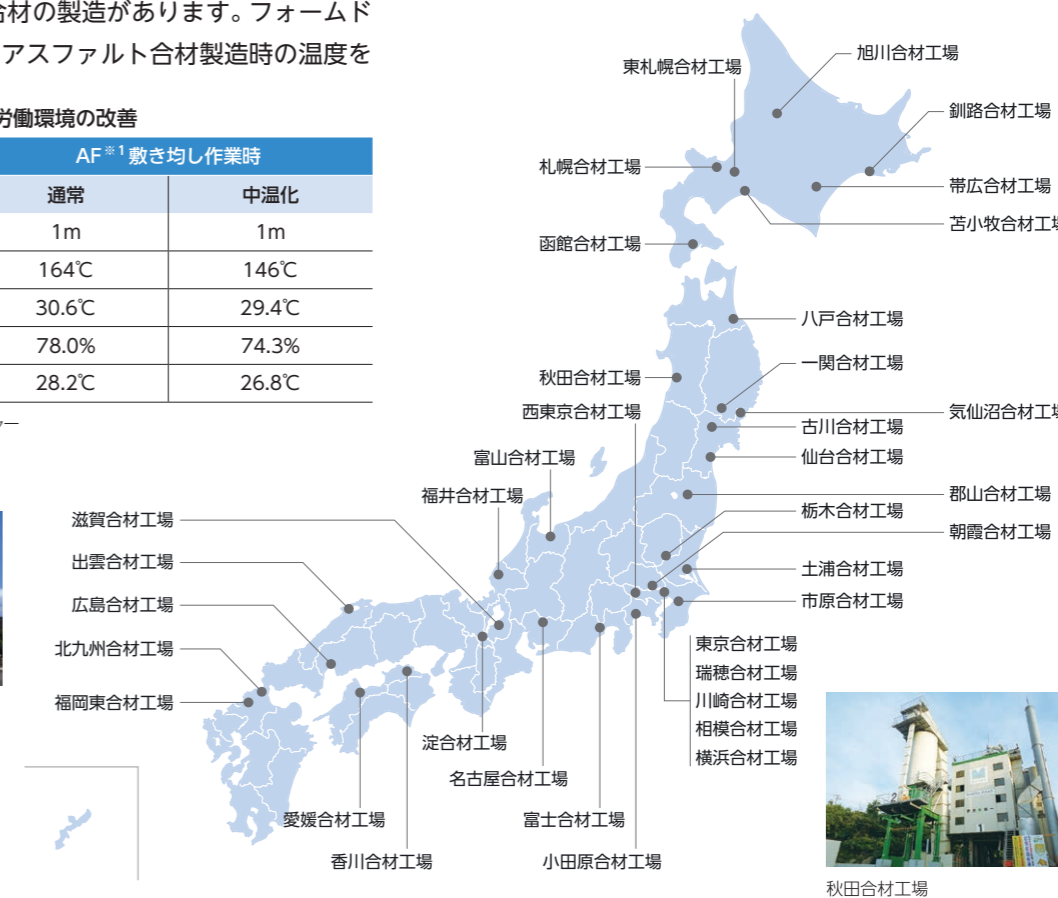 合材の製造があります。フォームド
アスファルト合材製造時の温度を
労働環境の改善
AF※1敷き均し作業時
通常 中温化
1m 1m
164℃ 146℃
30.6℃ 29.4℃
78.0% 74.3%
28.2℃ 26.8℃
旭川合材工場
東札幌合材工場
釧路合材工場
札幌合材工場
帯広合材工場
苫小牧合材工場
函館合材工場
八戸合材工場
一関合材工場
秋田合材工場
西東京合材工場
気仙沼合材工場
古川合材工場
仙台合材工場
富山合材工場
福井合材工場
郡山合材工場
栃木合材工場
滋賀合材工場
朝霞合材工場
出雲合材工場
土浦合材工場
広島合材工場
市原合材工場
北九州合材工場
東京合材工場
瑞穂合材工場
福岡東合材工場
川崎合材工場
相模合材工場
横浜合材工場
淀合材工場
名古屋合材工場
愛媛合材工場
富士合材工場
香川合材工場
小田原合材工場
秋田合材工場